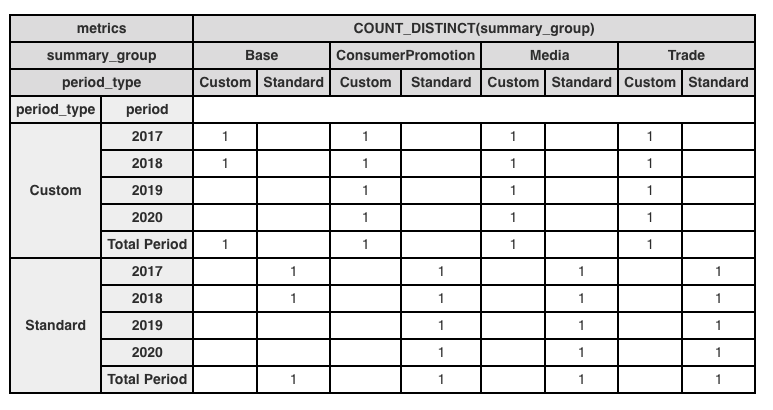 metrics COUNT_DISTINCT(summary_group)
summary_group Base ConsumerPromotion Media Trade
period_type Custom Standard Custom Standard Custom Standard Custom Standard
period_type period
2017 1 1 1 1
2018 1 1 1 1
Custom 2019 1 1 1
2020 1 1 1
Total Period 1 1 1 1
2017 1 1 1 1
2018 1 1 1 1
Standard 2019 1 1 1
2020 1 1 1
Total Period 1 1 1 1